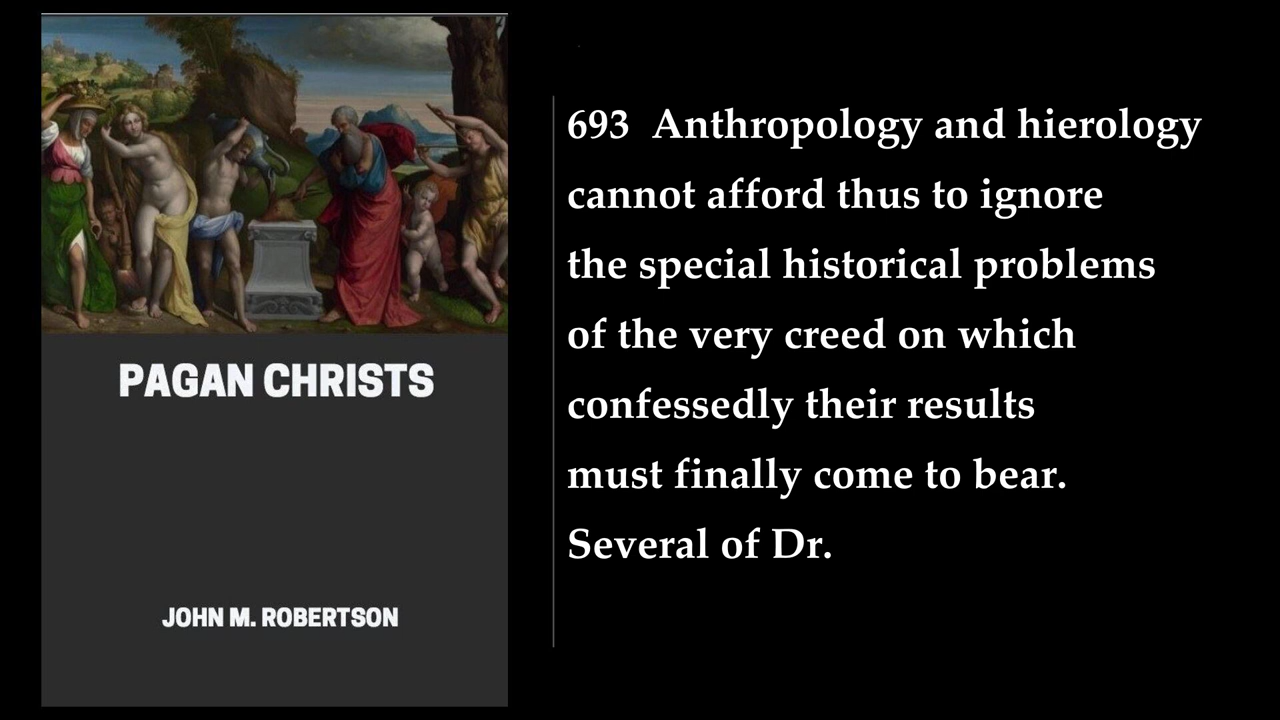 PAGAN CHRISTS
JOHN M. ROBERTSON
693 Anthropology and hierology
cannot afford thus to ignore
the special historical problems
of the very creed on which
confessedly their results
must finally come to bear.
Several of Dr.